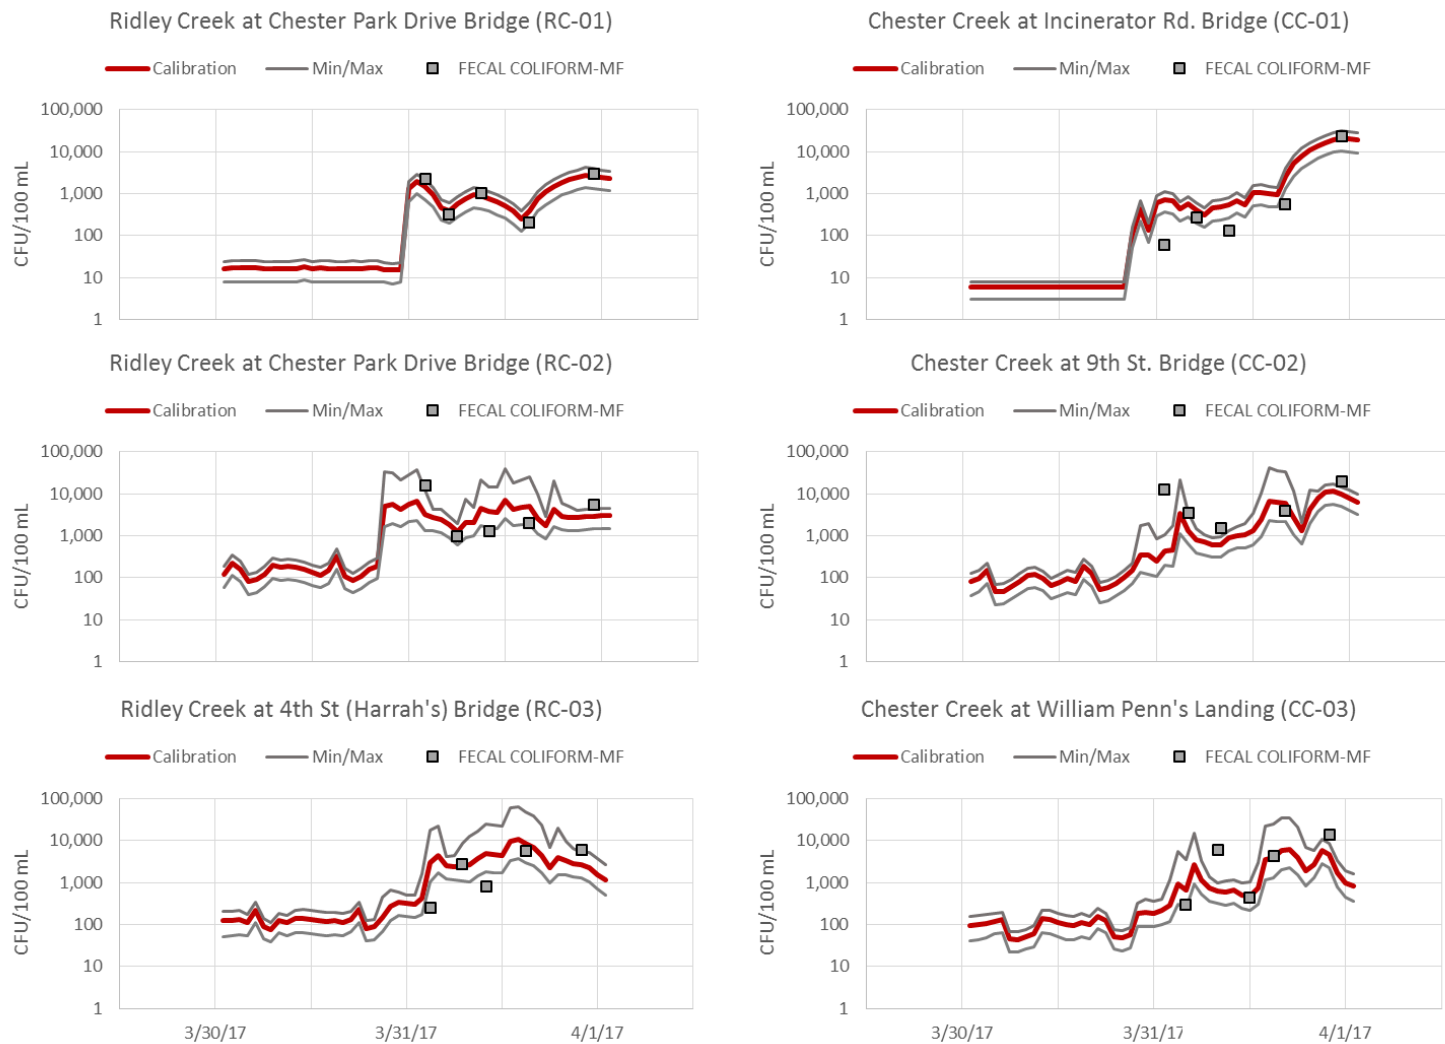 Ridley Creek at Chester Park Drive Bridge (RC-01)
Calibration Min/Max FECAL COLIFORM-MF
CFU/100 mL
100,000
10,000
1,000
100
10
1
Chester Creek at Incinerator Rd. Bridge (CC-01)
Calibration Min/Max FECAL COLIFORM-MF
CFU/100 mL
100,000
10,000
1,000
100
10
1
Ridley Creek at Chester Park Drive Bridge (RC-02)
Calibration Min/Max FECAL COLIFORM-MF
CFU/100 mL
100,000
10,000
1,000
100
10
1
Chester Creek at 9th St. Bridge (CC-02)
Calibration Min/Max FECAL COLIFORM-MF
CFU/100 mL
100,000
10,000
1,000
100
10
1
Ridley Creek at 4th St (Harrah's) Bridge (RC-03)
Calibration Min/Max FECAL COLIFORM-MF
CFU/100 mL
100,000
10,000
1,000
100
10
1
3/30/17 3/31/17 4/1/17
Chester Creek at William Penn's Landing (CC-03)
Calibration Min/Max FECAL COLIFORM-MF
CFU/100 mL
100,000
10,000
1,000
100
10
1
3/30/17 3/31/17 4/1/17